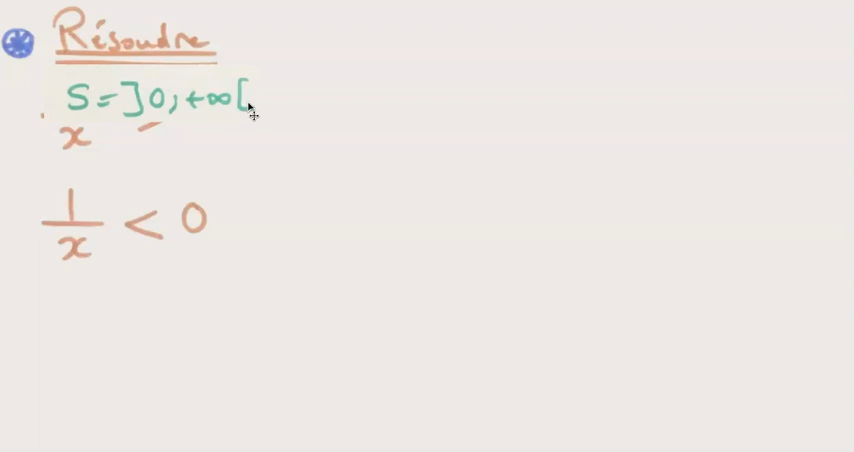 Résoudre
S = ]0; +∞[
x
1/x < 0